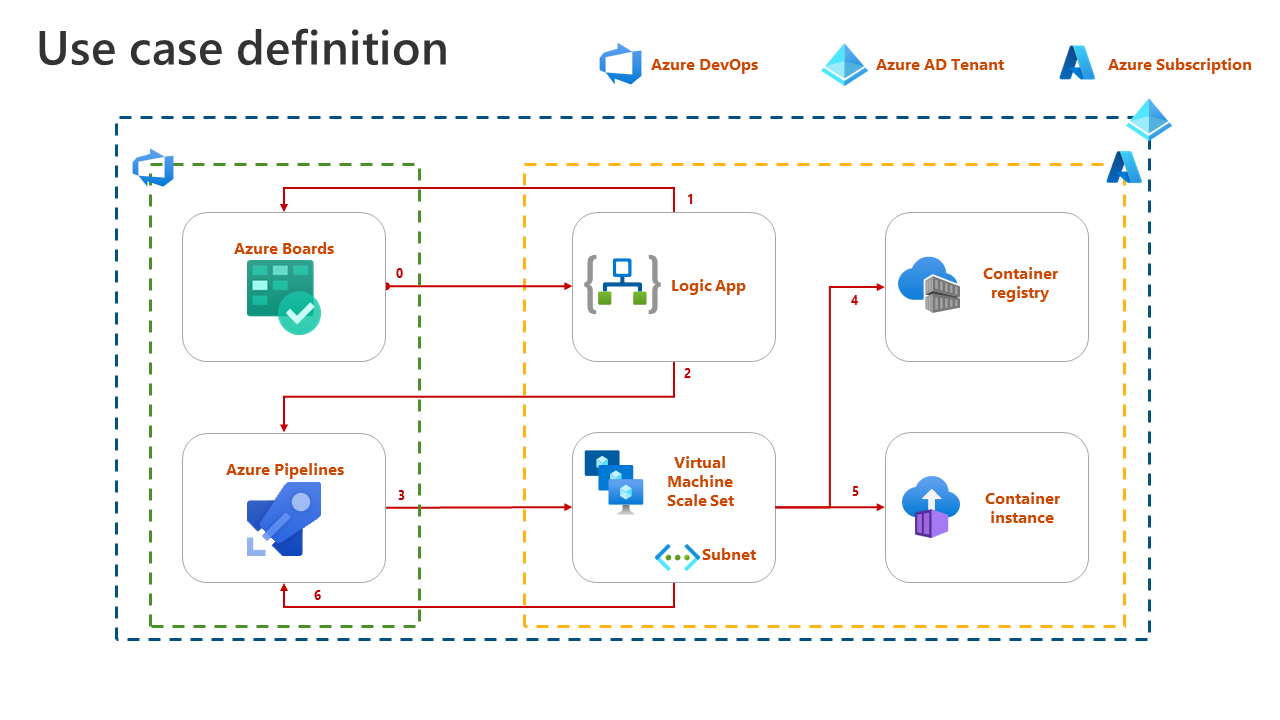 Use case definition
Azure DevOps
Azure AD Tenant
Azure Subscription
1
Azure Boards
0
Logic App
Container
registry
4
2
Azure Pipelines
3
Virtual
Machine
Scale Set
Subnet
5
Container
instance
6